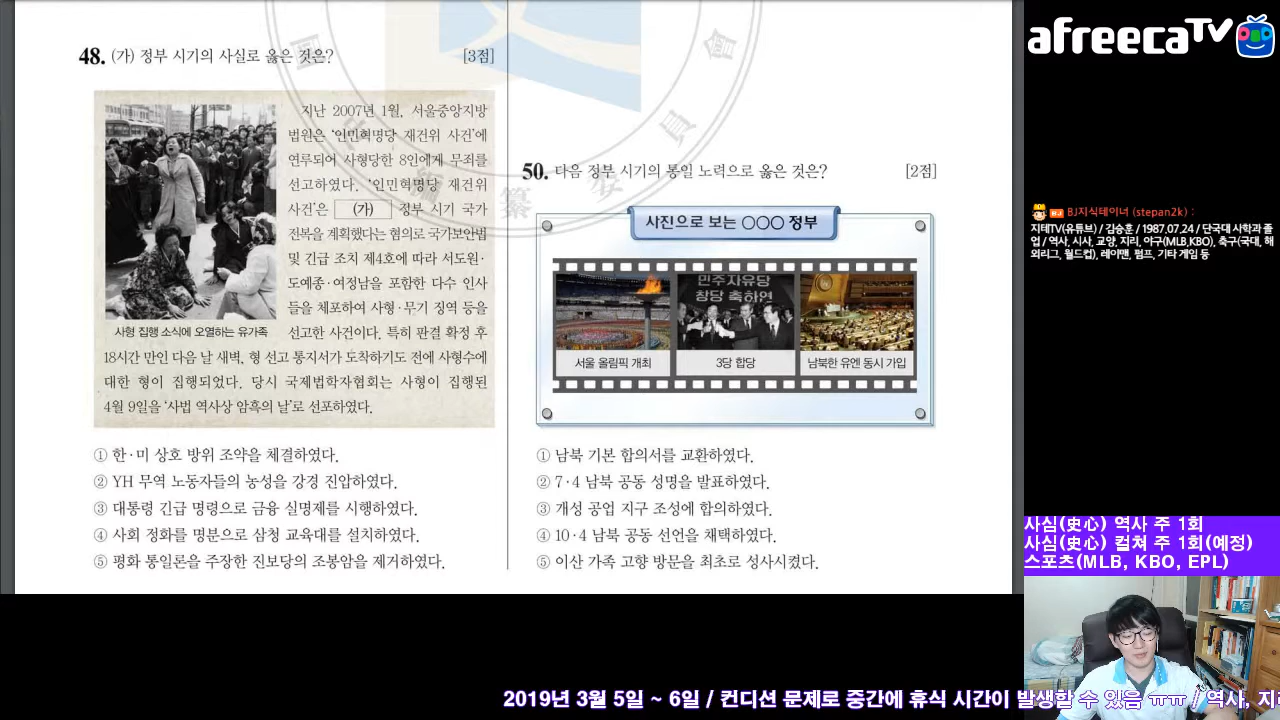 48. (가) 정부 시기의 사실로 옳은 것은? [3점]
지난 2007년 1월, 서울중앙지방
법원은 '인민혁명당 재건위 사건'에
연루되어 사형당한 8인에게 무죄를
선고하였다. '인민혁명당 재건위
사건'은 (가) 정부 시기 국가
전복을 계획했다는 혐의로 국가보안법
및 긴급 조치 제4호에 따라 서도원·
도예종·여정남을 포함한 다수 인사
들을 체포하여 사형·무기 징역 등을
선고한 사건이다. 특히 판결 확정 후
18시간 만인 다음 날 새벽, 형 선고 통지서가 도착하기도 전에 사형수에
대한 형이 집행되었다. 당시 국제법학자협회는 사형이 집행된
4월 9일을 '사법 역사상 암흑의 날'로 선포하였다.
사형 집행 소식에 오열하는 유가족
① 한·미 상호 방위 조약을 체결하였다.
② YH 무역 노동자들의 농성을 강경 진압하였다.
③ 대통령 긴급 명령으로 금융 실명제를 시행하였다.
④ 사회 정화를 명분으로 삼청 교육대를 설치하였다.
⑤ 평화 통일론을 주장한 진보당의 조봉암을 제거하였다.
50. 다음 정부 시기의 통일 노력으로 옳은 것은? [2점]
사진으로 보는 ○○○ 정부
민주자유당
창당 축하연
서울 올림픽 개최
3당 합당
남북한 유엔 동시 가입
① 남북 기본 합의서를 교환하였다.
② 7·4 남북 공동 성명을 발표하였다.
③ 개성 공업 지구 조성에 합의하였다.
④ 10·4 남북 공동 선언을 채택하였다.
⑤ 이산 가족 고향 방문을 최초로 성사시켰다.
afreecaTV
BJ BJ지식테이너 (stepan2k) :
지테TV(유튜브) / 김승훈 / 1987.07.24 / 단국대 사학과 졸
업 / 역사, 시사, 교양, 지리, 야구(MLB,KBO), 축구(국대, 해
외리그, 월드컵), 레이맨, 펌프, 기타 게임 등
사심(史心) 역사 주 1회
사심(史心) 컬쳐 주 1회(예정)
스포츠(MLB, KBO, EPL)
2019년 3월 5일 ~ 6일 / 컨디션 문제로 중간에 휴식 시간이 발생할 수 있음 ㅠㅠ / 역사, 지